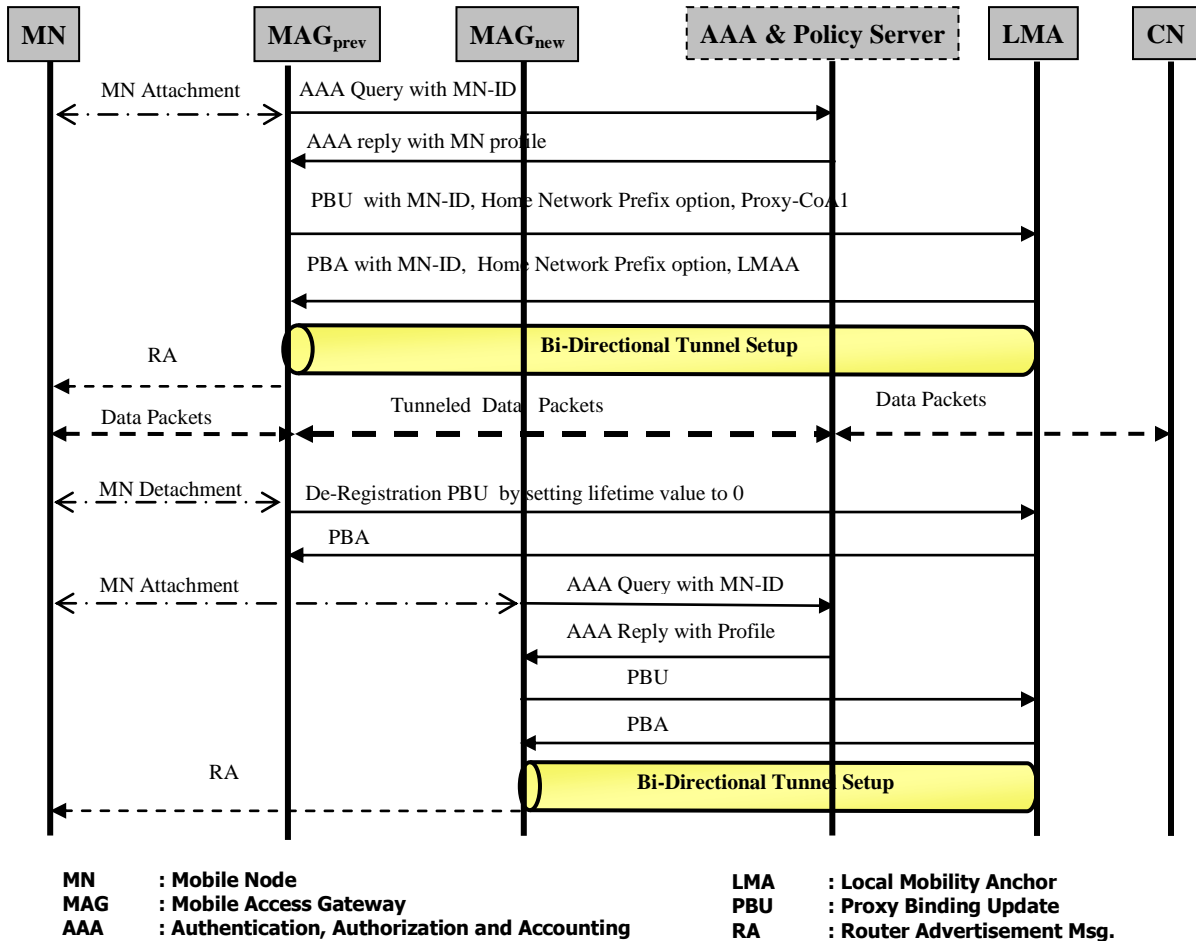 MN MAGprev MAGnew AAA & Policy Server LMA CN
MN Attachment AAA Query with MN-ID
AAA reply with MN profile
PBU with MN-ID, Home Network Prefix option, Proxy-CoA1
PBA with MN-ID, Home Network Prefix option, LMAA
Bi-Directional Tunnel Setup
RA
Data Packets Tunneled Data Packets Data Packets
MN Detachment De-Registration PBU by setting lifetime value to 0
PBA
MN Attachment AAA Query with MN-ID
AAA Reply with Profile
PBU
PBA
RA Bi-Directional Tunnel Setup
MN : Mobile Node
MAG : Mobile Access Gateway
AAA : Authentication, Authorization and Accounting
LMA : Local Mobility Anchor
PBU : Proxy Binding Update
RA : Router Advertisement Msg.